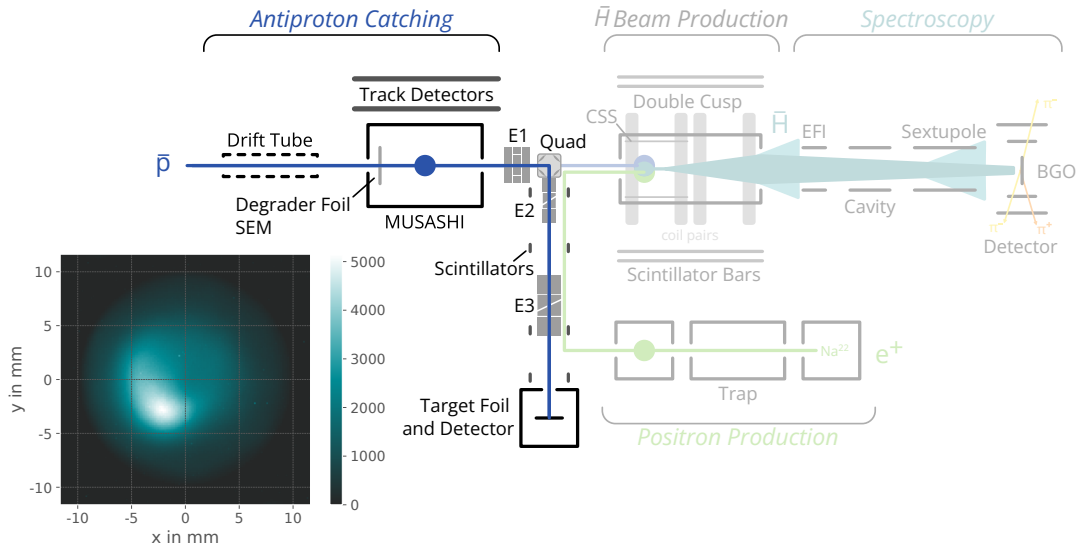 Antiproton Catching
H̄ Beam Production
Spectroscopy
Track Detectors
Double Cusp
CSS
H̄
Drift Tube
E1
Quad
EFI
Sextupole
π⁻
p̄
BGO
Degrader Foil
SEM
MUSASHI
E2
Cavity
π⁻
π⁺
coil pairs
Detector
Scintillators
Scintillator Bars
E3
Na²²
e⁺
Trap
Target Foil
and Detector
Positron Production
10
5
0
-5
-10
y in mm
-10
-5
0
5
10
x in mm
5000
4000
3000
2000
1000
0